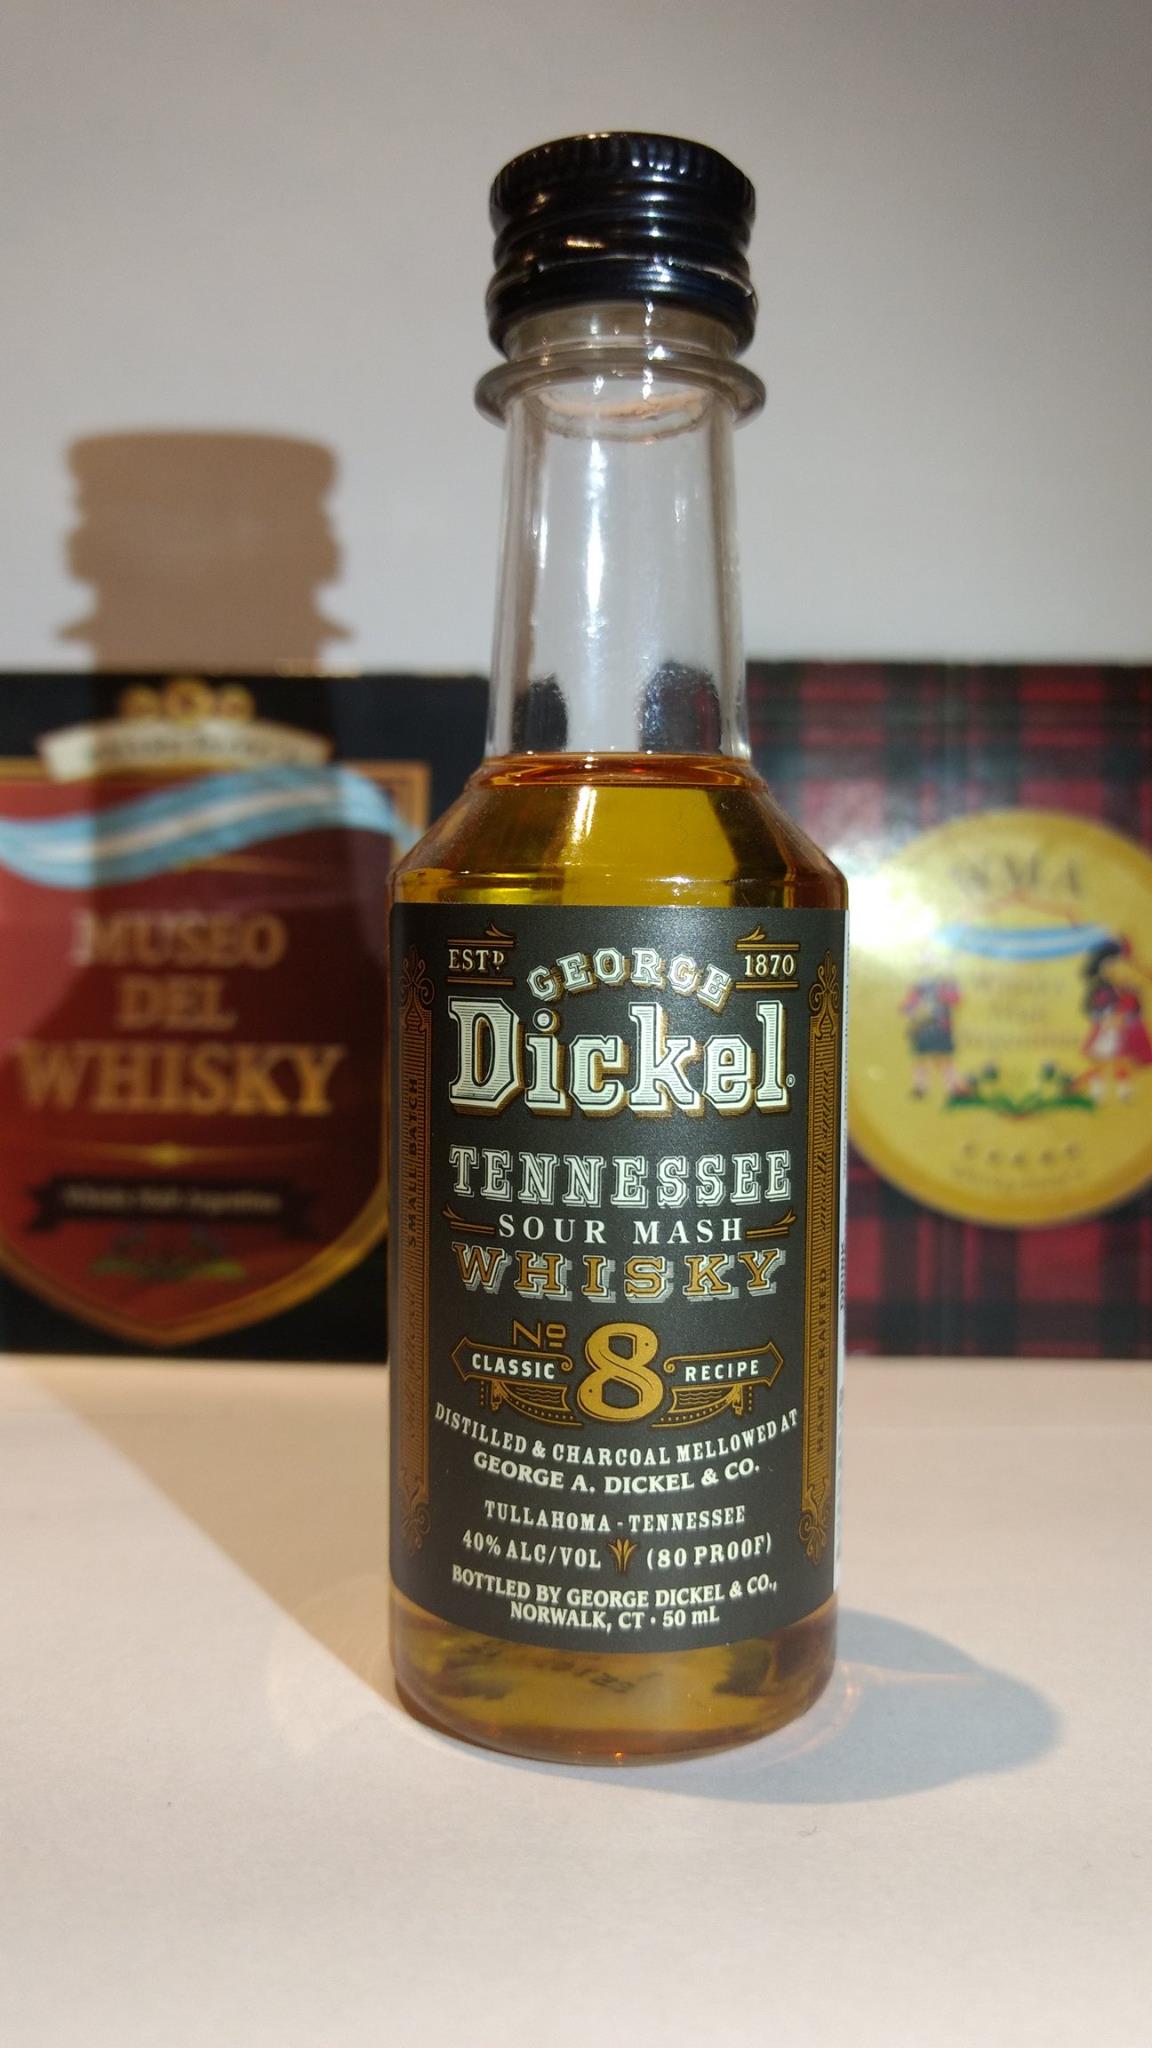 MUSEO
DEL
WHISKY
WMA
ESTD
1870
GEORGE
Dickel
TENNESSEE
SOUR MASH
WHISKY
No 8
CLASSIC RECIPE
DISTILLED & CHARCOAL MELLOWED AT
GEORGE A. DICKEL & CO.
TULLAHOMA - TENNESSEE
40% ALC/VOL (80 PROOF)
BOTTLED BY GEORGE DICKEL & CO.,
NORWALK, CT • 50 mL
SMALL BATCH
HAND CRAFTED
DRINK